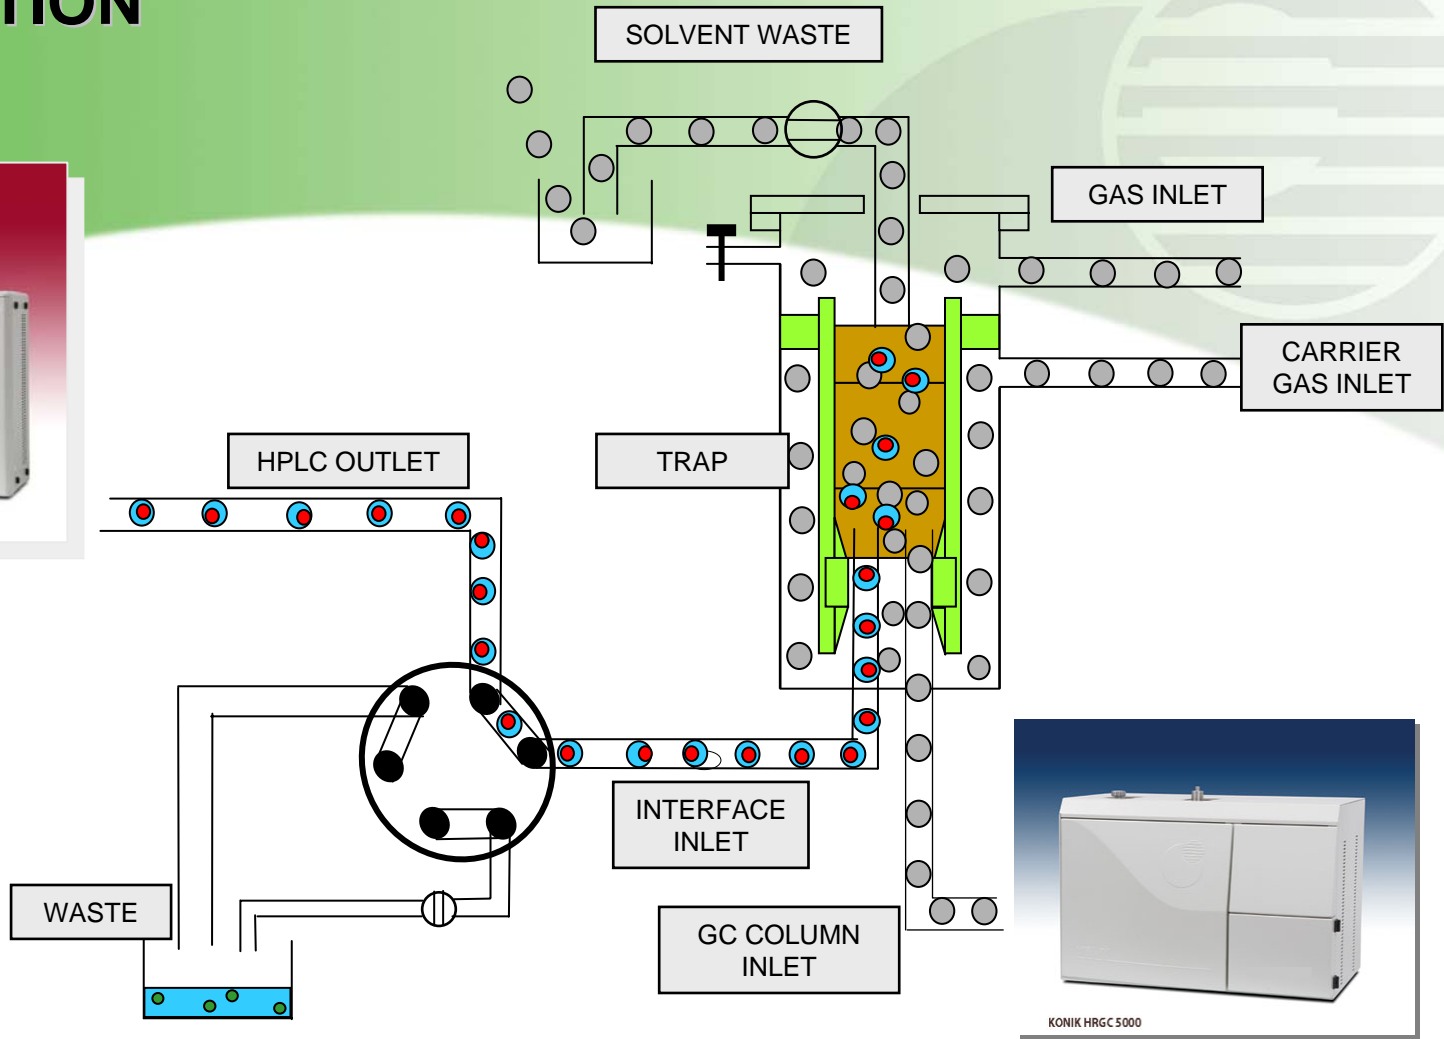 TION
SOLVENT WASTE
GAS INLET
CARRIER
GAS INLET
HPLC OUTLET
TRAP
INTERFACE
INLET
WASTE
GC COLUMN
INLET
KONIK HRGC 5000